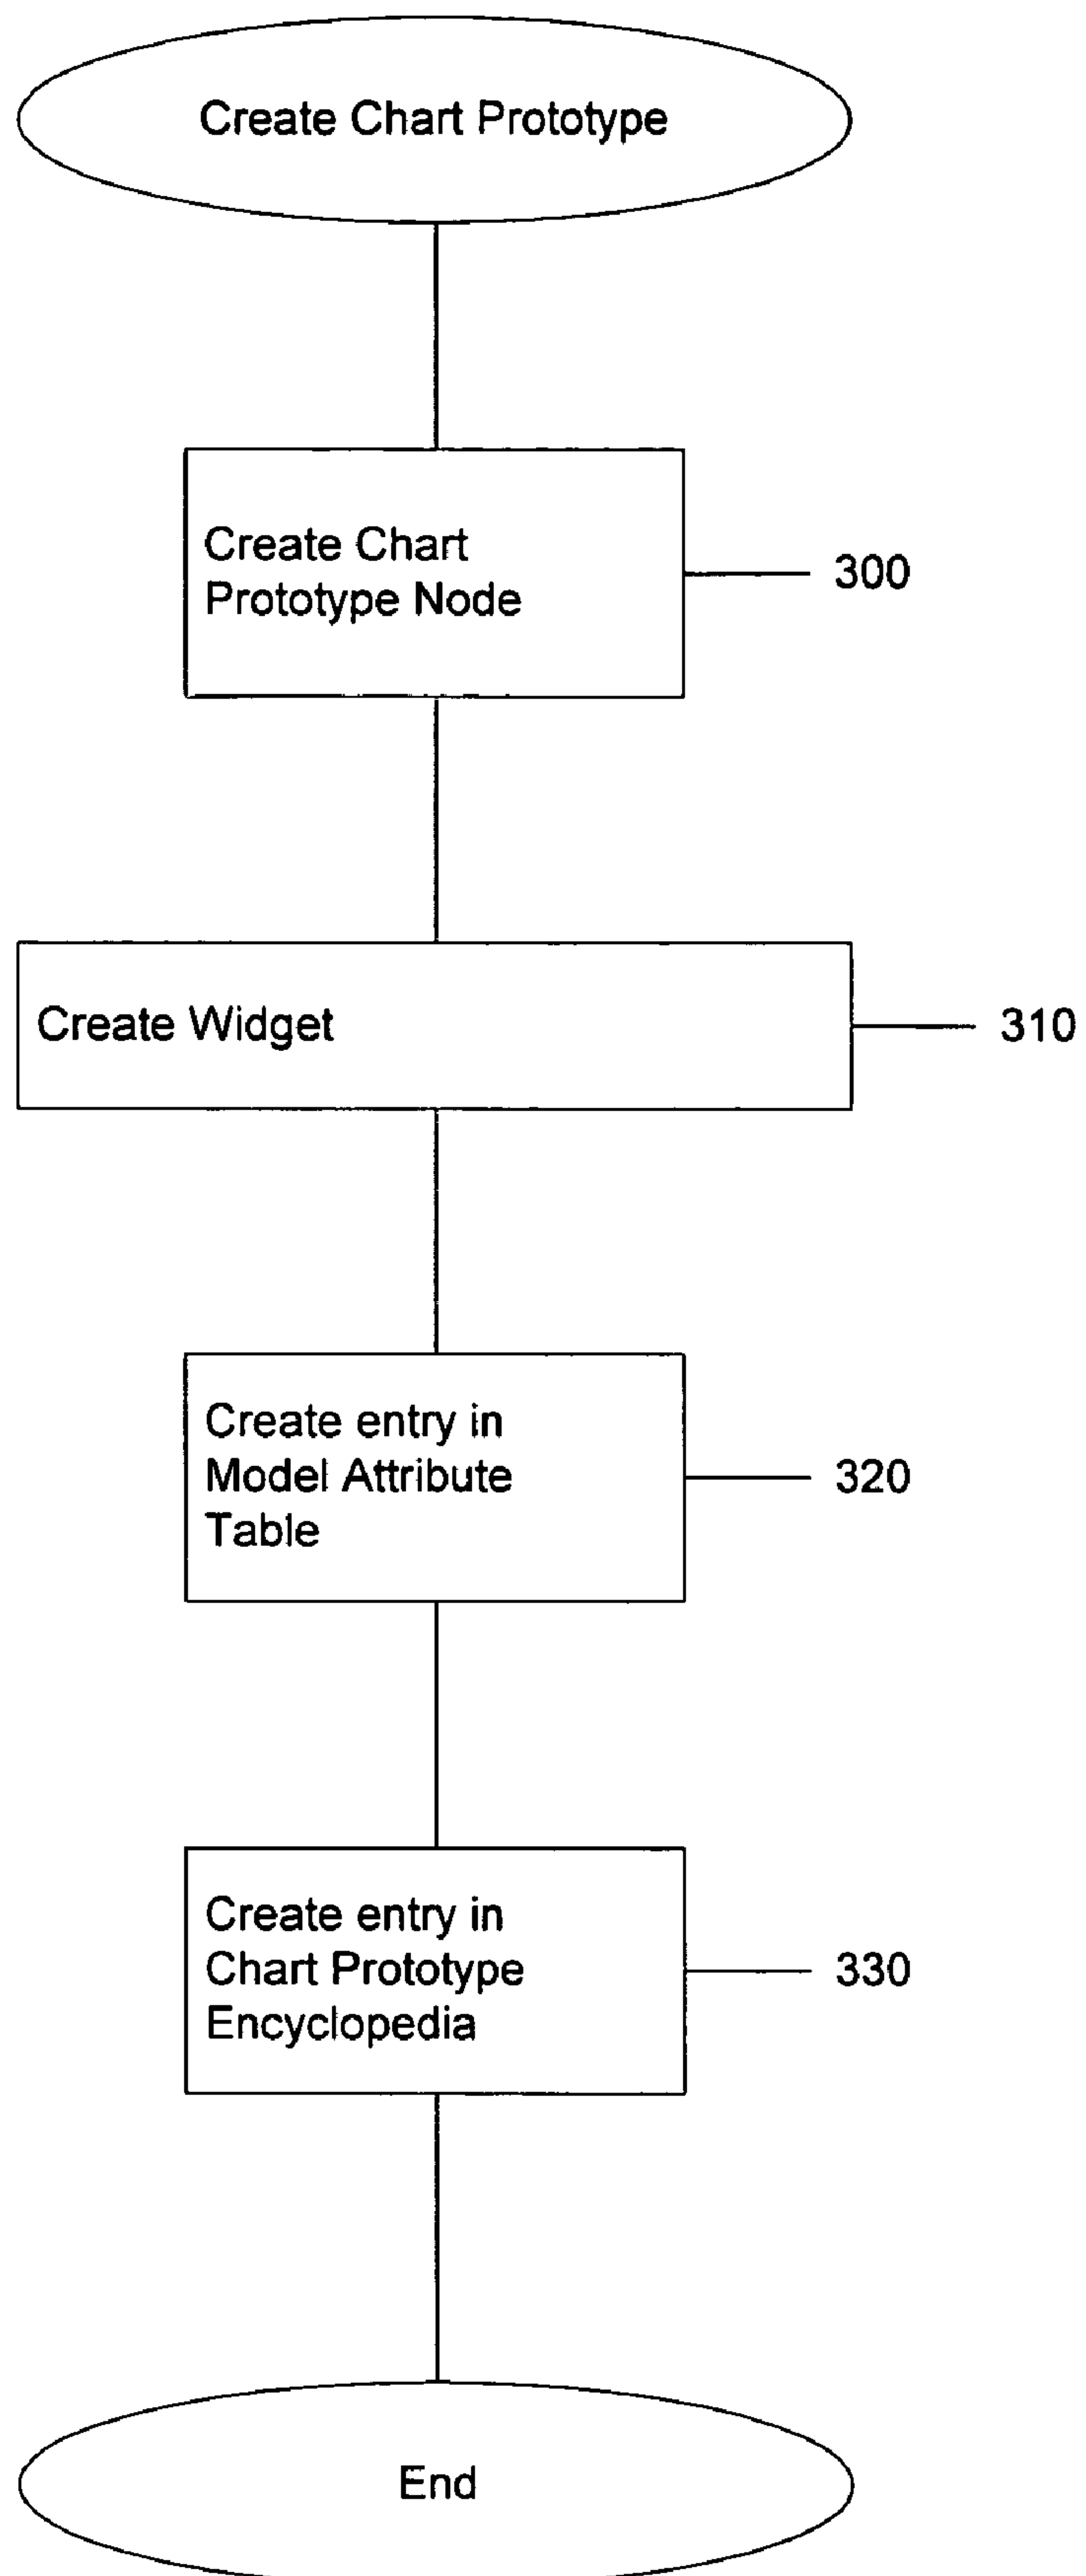 Create Chart Prototype
Create Chart
Prototype Node
300
Create Widget
310
Create entry in
Model Attribute
Table
320
Create entry in
Chart Prototype
Encyclopedia
330
End